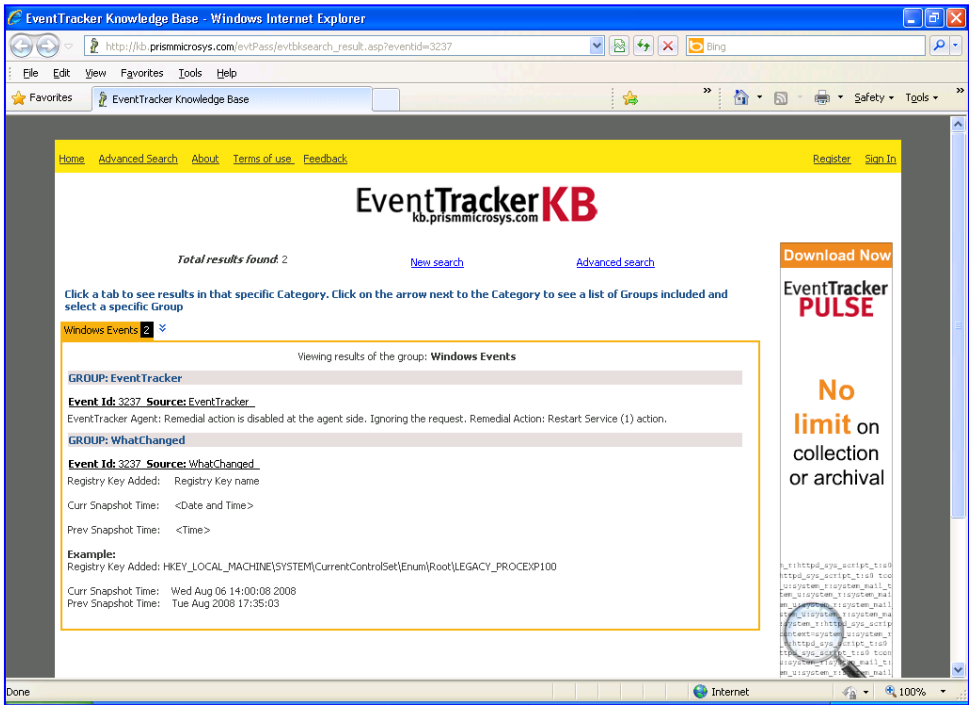 EventTracker Knowledge Base - Windows Internet Explorer
http://kb.prismmicrosys.com/evtPass/evtbksearch_result.asp?eventid=3237
Bing
File Edit View Favorites Tools Help
Favorites EventTracker Knowledge Base » Safety Tools »
Home Advanced Search About Terms of use Feedback Register Sign In
EventTrackerKB
kb.prismmicrosys.com
Total results found: 2 New search Advanced search
Click a tab to see results in that specific Category. Click on the arrow next to the Category to see a list of Groups included and
select a specific Group
Windows Events 2
Viewing results of the group: Windows Events
GROUP: EventTracker
Event Id: 3237 Source: EventTracker
EventTracker Agent: Remedial action is disabled at the agent side. Ignoring the request. Remedial Action: Restart Service (1) action.
GROUP: WhatChanged
Event Id: 3237 Source: WhatChanged
Registry Key Added: Registry Key name
Curr Snapshot Time: <Date and Time>
Prev Snapshot Time: <Time>
Example:
Registry Key Added: HKEY_LOCAL_MACHINE\SYSTEM\CurrentControlSet\Enum\Root\LEGACY_PROCEXP100
Curr Snapshot Time: Wed Aug 06 14:00:08 2008
Prev Snapshot Time: Tue Aug 2008 17:35:03
Download Now
EventTracker
PULSE
No
limit on
collection
or archival
Done Internet 100%